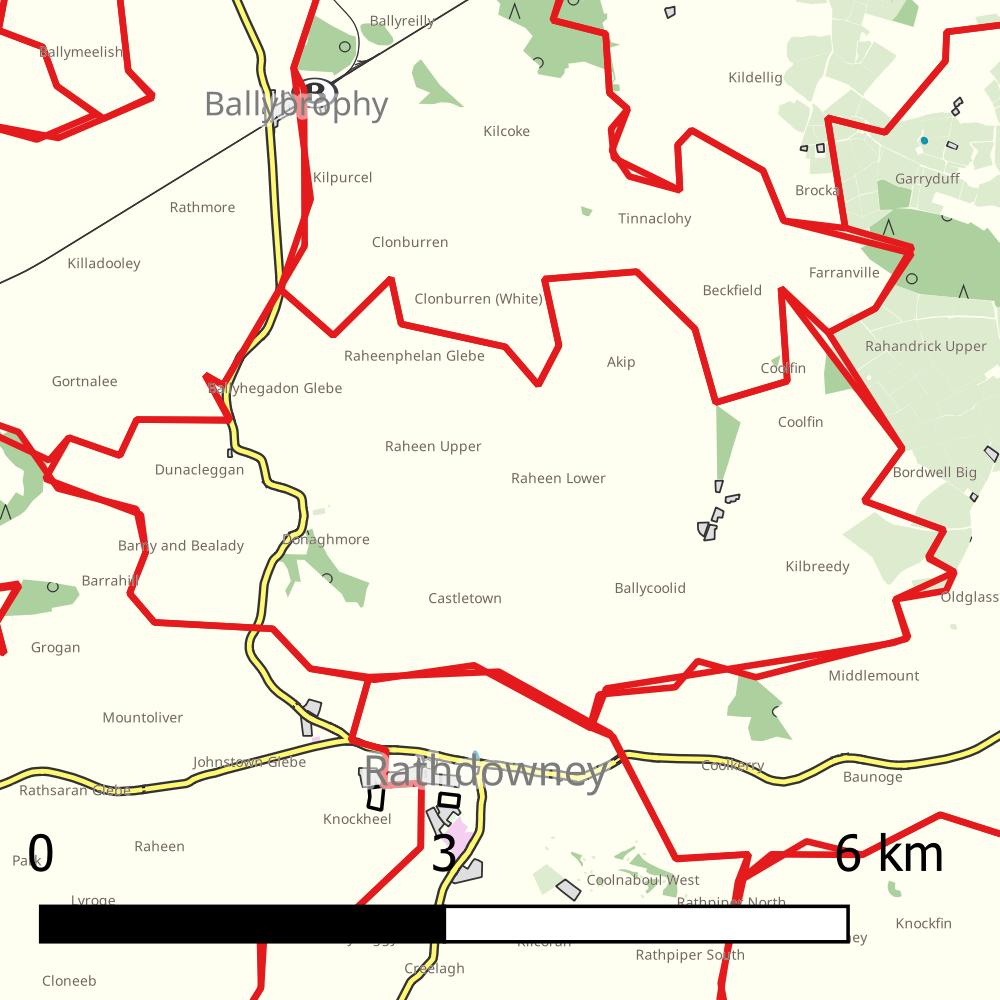 Ballyreilly
Ballymeelish
Kildellig
Ballybrophy
Kilcoke
Kilpurcel
Garryduff
Brocka
Rathmore
Tinnaclohy
Clonburren
Killadooley
Farranville
Beckfield
Clonburren (White)
Rahandrick Upper
Raheenphelan Glebe
Akip
Coolfin
Gortnalee
Ballyhegadon Glebe
Coolfin
Raheen Upper
Dunacleggan
Raheen Lower
Bordwell Big
Donaghmore
Barny and Bealady
Kilbreedy
Barrahill
Ballycoolid
Castletown
Oldglass
Grogan
Middlemount
Mountoliver
Johnstown Glebe
Coolkerry
Rathdowney
Baunoge
Rathsaran Glebe
Knockheel
Raheen
Park
0 3 6 km
Coolnaboul West
Lyroge
Rathpiper North
Knockfin
ney
Kilcoran
Rathpiper South
Creelagh
Cloneeb